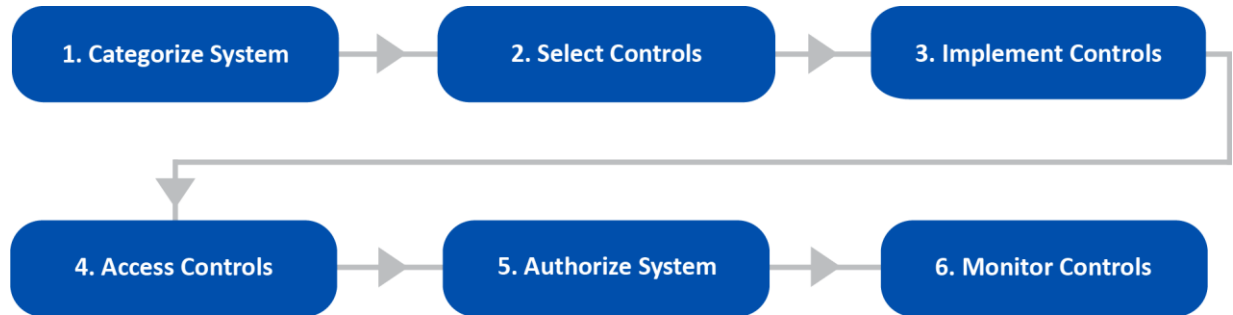 1. Categorize System
2. Select Controls
3. Implement Controls
4. Access Controls
5. Authorize System
6. Monitor Controls